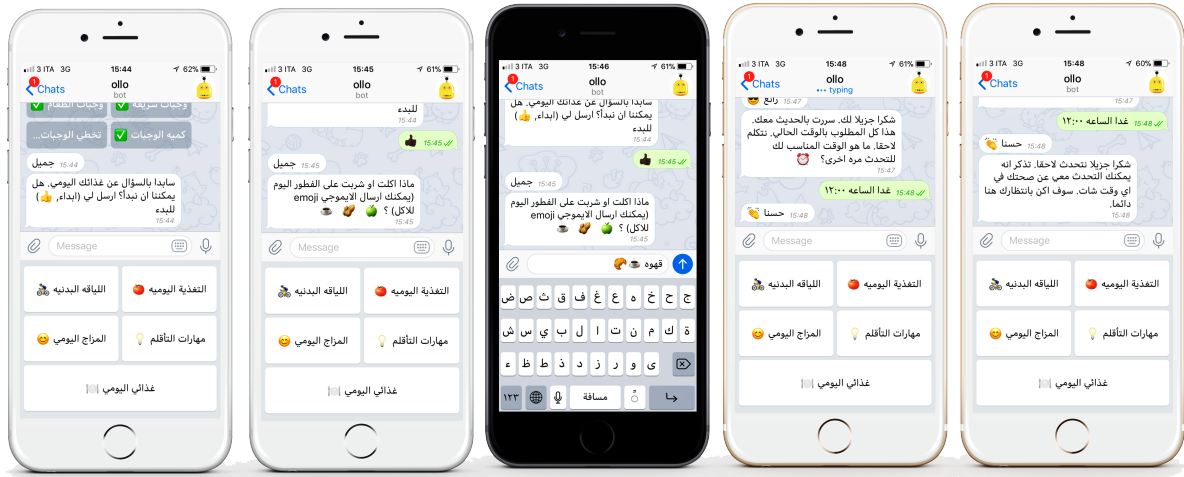 3 ITA 3G 15:44 62%
1
Chats
ollo
bot
وجبات سريعه ✅
وجبات الطعام ✅
كميه الوجبات ✅
تخطي الوجبات...
جميل 15:44
سابدا بالسؤال عن غذائك اليومي. هل
يمكننا ان نبدأ؟ ارسل لي (ابداء, 👍)
للبدء
15:44
Message
التغذية اليوميه 🍅
اللياقه البدنيه 🚴
مهارات التأقلم 💡
المزاج اليومي 😊
غذائي اليومي 🍽
3 ITA 3G 15:45 61%
1
Chats
ollo
bot
للبدء
15:44
👍 15:45
جميل 15:45
ماذا اكلت او شربت على الفطور اليوم
(يمكنك ارسال الايموجي emoji
للاكل) ؟ 🍏 🥜 ☕
15:45
Message
التغذية اليوميه 🍅
اللياقه البدنيه 🚴
مهارات التأقلم 💡
المزاج اليومي 😊
غذائي اليومي 🍽
3 ITA 3G 15:46 61%
1
Chats
ollo
bot
سابدا بالسؤال عن غذائك اليومي. هل
يمكننا ان نبدأ؟ ارسل لي (ابداء, 👍)
للبدء
15:44
👍 15:45
جميل 15:45
ماذا اكلت او شربت على الفطور اليوم
(يمكنك ارسال الايموجي emoji
للاكل) ؟ 🍏 🥜 ☕
15:45
قهوه ☕ 🥐
ج ح خ ه ع غ ف ق ث ص ض
ة ك م ن ت ا ل ب ي س ش
ى و ر ز د ذ ط ظ ء
١٢٣
مسافة
3 ITA 3G 15:48 61%
1
Chats
ollo
typing
رائع 😎 15:47
شكرا جزيلا لك. سررت بالحديث معك.
هذا كل المطلوب بالوقت الحالي. نتكلم
لاحقا. ما هو الوقت المناسب لك
للتحدث مره اخرى؟ ⏰
15:47
غدا الساعه ١٢:٠٠ 15:48
حسنا 👏 15:48
Message
التغذية اليوميه 🍅
اللياقه البدنيه 🚴
مهارات التأقلم 💡
المزاج اليومي 😊
غذائي اليومي 🍽
3 ITA 3G 15:48 60%
1
Chats
ollo
bot
15:47
غدا الساعه ١٢:٠٠ 15:48
حسنا 👏 15:48
شكرا جزيلا نتحدث لاحقا. تذكر انه
يمكنك التحدث معي عن صحتك في
اي وقت شات. سوف اكن بانتظارك هنا
دائما.
15:48
Message
التغذية اليوميه 🍅
اللياقه البدنيه 🚴
مهارات التأقلم 💡
المزاج اليومي 😊
غذائي اليومي 🍽